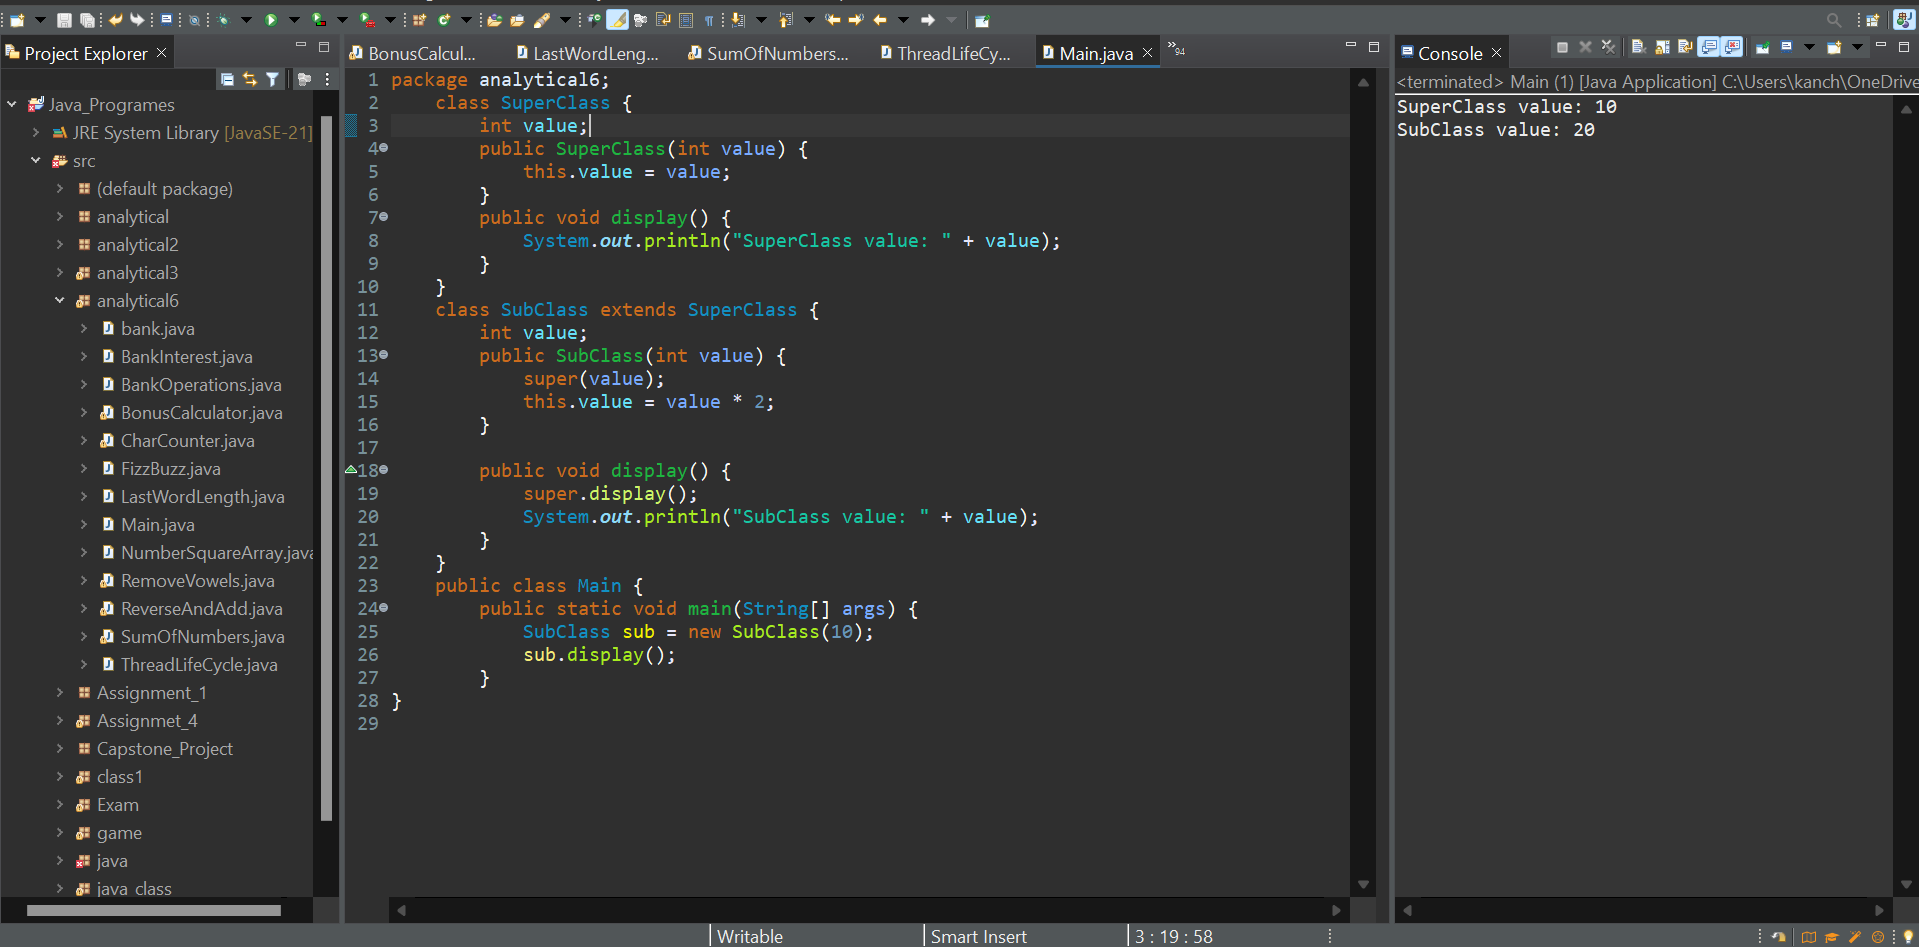 Project Explorer
Java_Programes
JRE System Library [JavaSE-21]
src
(default package)
analytical
analytical2
analytical3
analytical6
bank.java
BankInterest.java
BankOperations.java
BonusCalculator.java
CharCounter.java
FizzBuzz.java
LastWordLength.java
Main.java
NumberSquareArray.java
RemoveVowels.java
ReverseAndAdd.java
SumOfNumbers.java
ThreadLifeCycle.java
Assignment_1
Assignmet_4
Capstone_Project
class1
Exam
game
java
java_class
BonusCalcul... LastWordLeng... SumOfNumbers... ThreadLifeCy... Main.java »94
1 package analytical6;
2 class SuperClass {
3 int value;
4 public SuperClass(int value) {
5 this.value = value;
6 }
7 public void display() {
8 System.out.println("SuperClass value: " + value);
9 }
10 }
11 class SubClass extends SuperClass {
12 int value;
13 public SubClass(int value) {
14 super(value);
15 this.value = value * 2;
16 }
17
18 public void display() {
19 super.display();
20 System.out.println("SubClass value: " + value);
21 }
22 }
23 public class Main {
24 public static void main(String[] args) {
25 SubClass sub = new SubClass(10);
26 sub.display();
27 }
28 }
29
Console
<terminated> Main (1) [Java Application] C:\Users\kanch\OneDrive
SuperClass value: 10
SubClass value: 20
Writable
Smart Insert
3 : 19 : 58